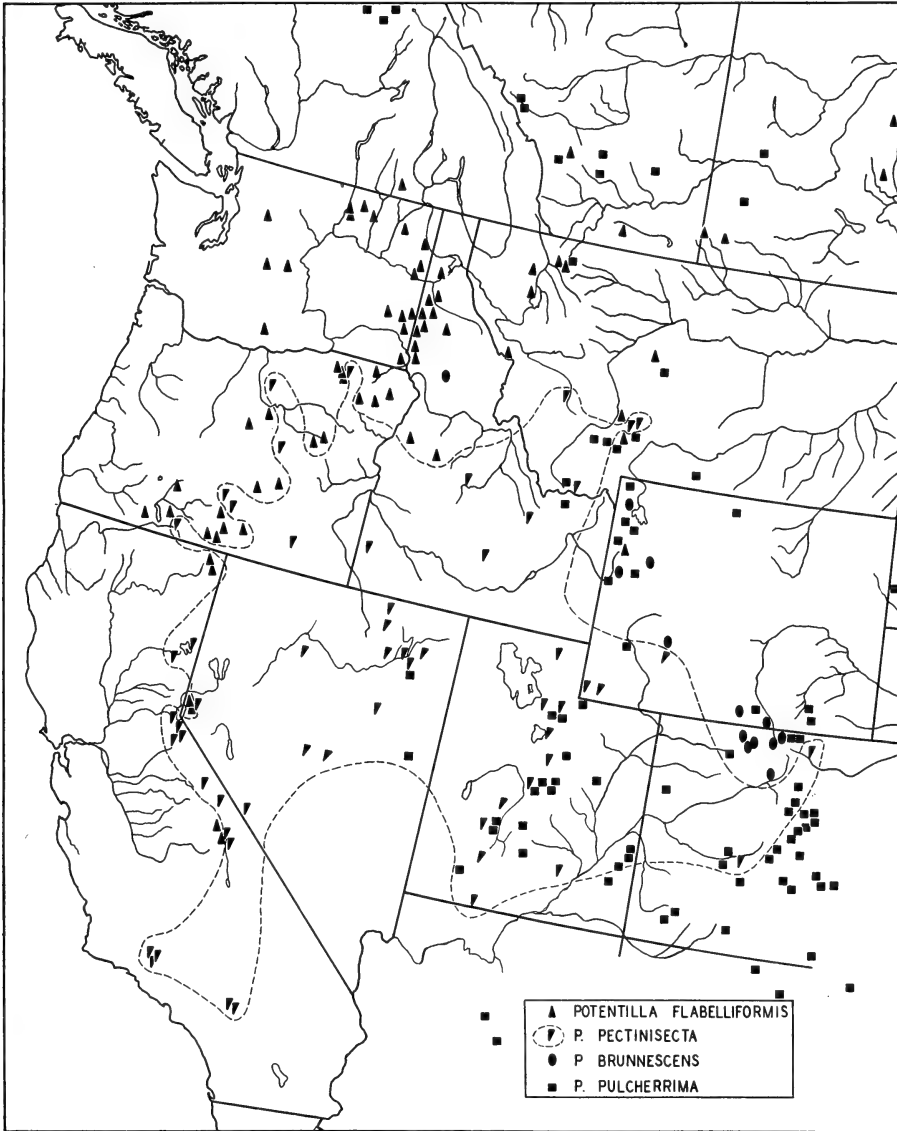 POTENTILLA FLABELLIFORMIS
P. PECTINISECTA
P BRUNNESCENS
P. PULCHERRIMA